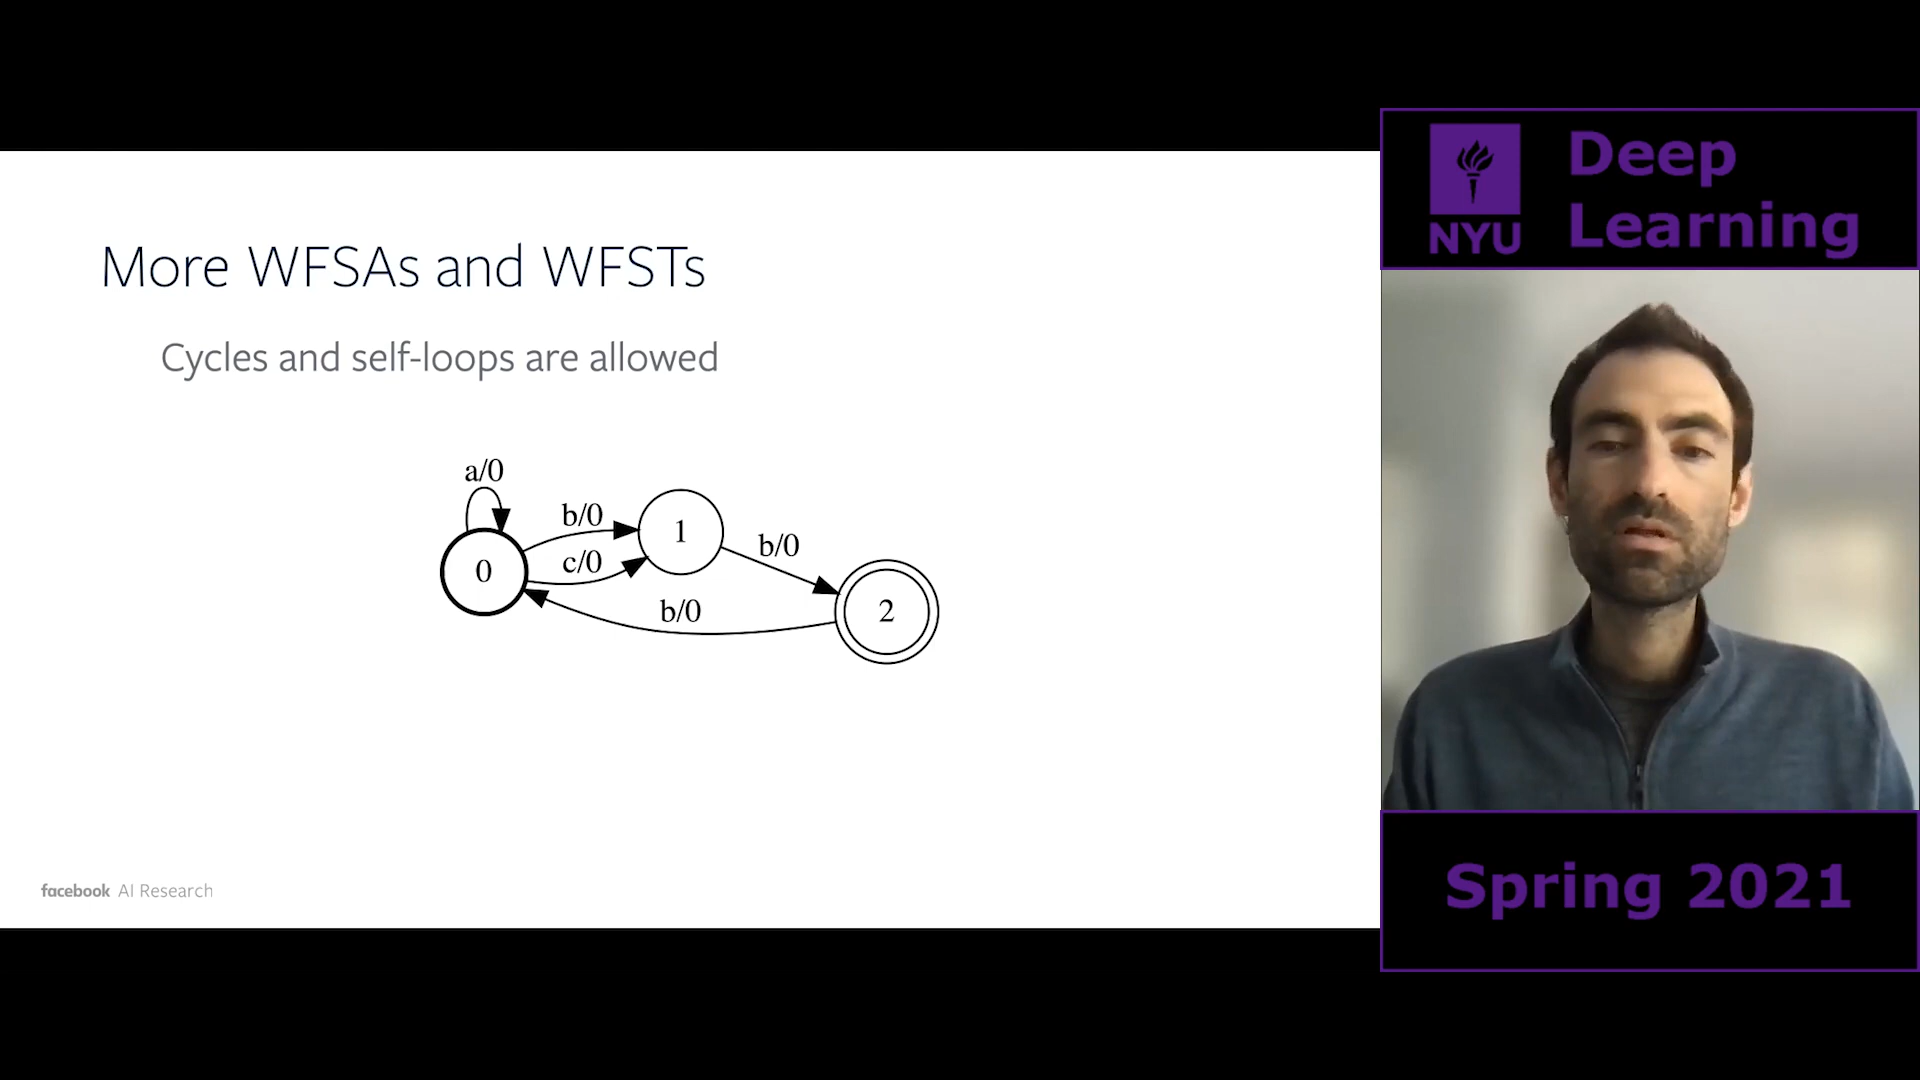 More WFSAs and WFSTs
Cycles and self-loops are allowed
a/0
b/0
c/0
0
1
b/0
b/0
2
facebook AI Research
NYU
Deep
Learning
Spring 2021